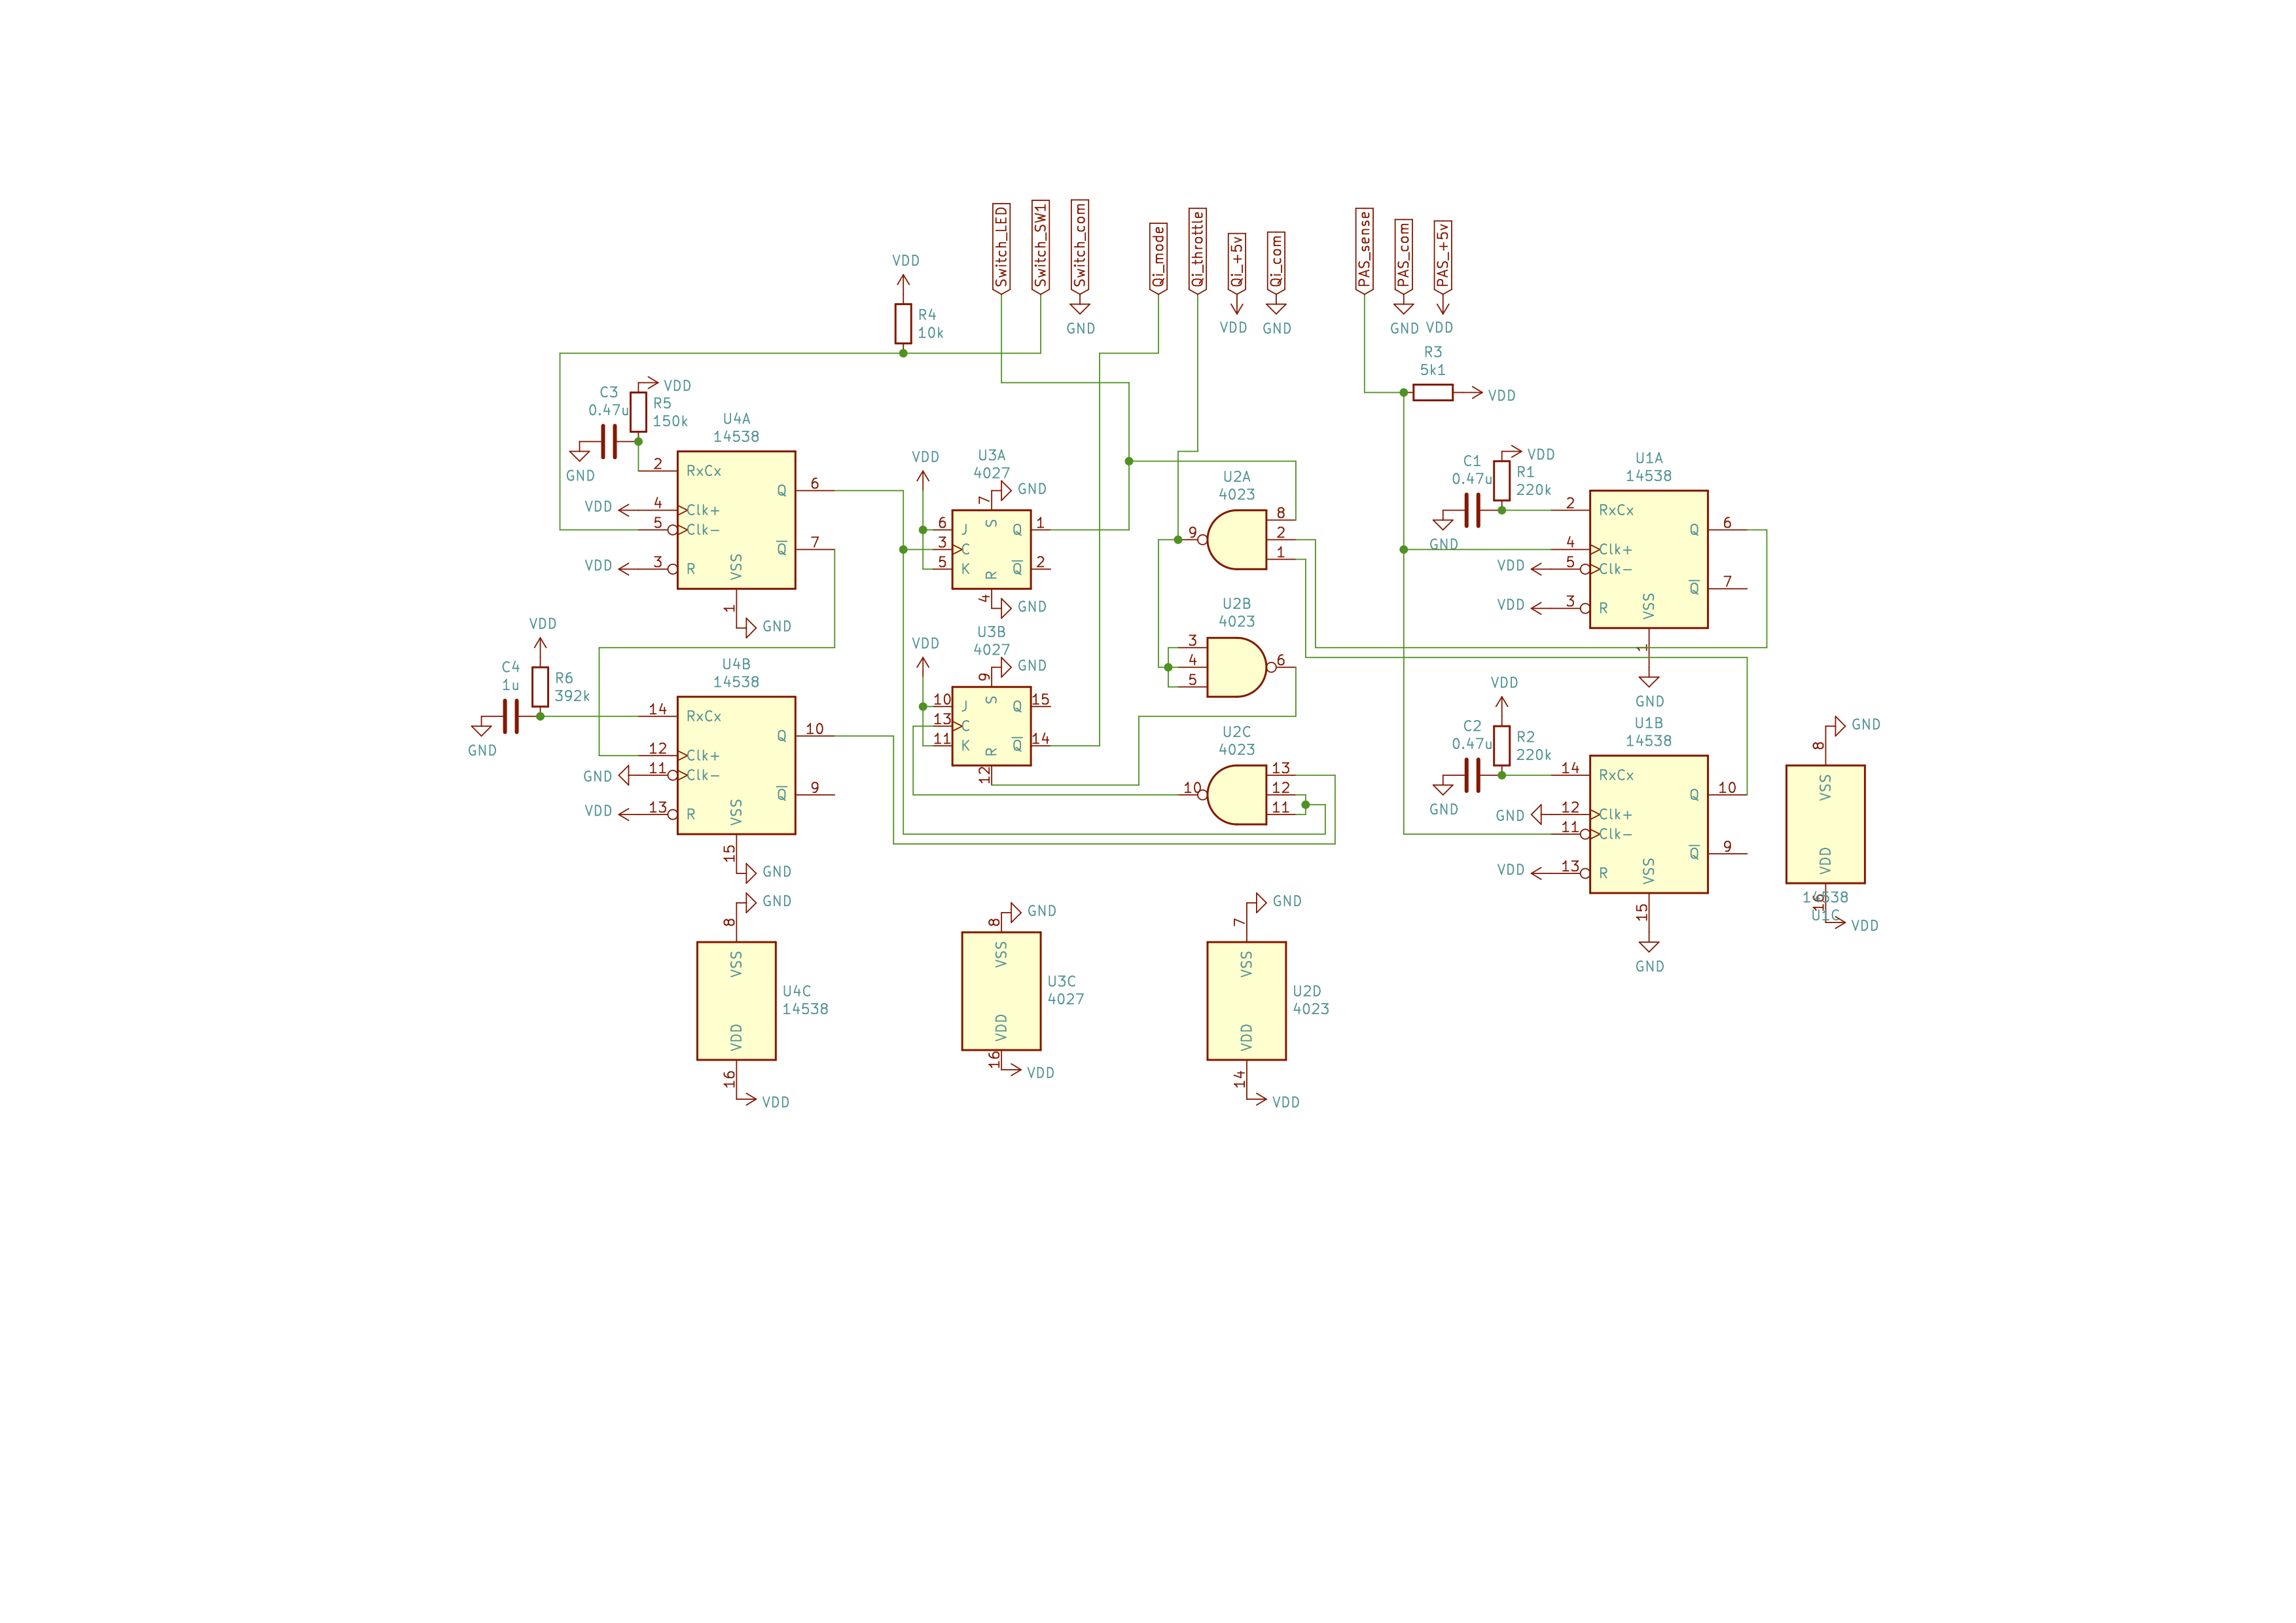 Switch_LED
Switch_SW1
Switch_com
Qi_mode
Qi_throttle
Qi_+5v
Qi_com
PAS_sense
PAS_com
PAS_+5v
VDD
R4
10k
GND
VDD
GND
GND
VDD
R3
5k1
VDD
C3
0.47u
VDD
R5
150k
GND
U4A
14538
2
RxCx
VDD
4
Clk+
5
Clk-
VDD
3
R
Q
6
Q
7
VSS
1
GND
VDD
U3A
4027
7
GND
S
6
J
3
C
5
K
Q
1
Q
2
R
4
GND
U2A
4023
9
8
2
1
C1
0.47u
VDD
R1
220k
GND
U1A
14538
2
RxCx
4
Clk+
VDD
5
Clk-
VDD
3
R
Q
6
Q
7
VSS
1
GND
U2B
4023
3
4
5
6
VDD
C4
1u
R6
392k
GND
U4B
14538
14
RxCx
12
Clk+
GND
11
Clk-
VDD
13
R
Q
10
Q
9
VSS
15
GND
VDD
U3B
4027
9
GND
S
10
J
13
C
11
K
Q
15
Q
14
R
12
U2C
4023
10
13
12
11
VDD
C2
0.47u
R2
220k
GND
U1B
14538
14
RxCx
GND
12
Clk+
11
Clk-
VDD
13
R
Q
10
Q
9
VSS
15
GND
GND
8
VSS
VDD
14538
16
U1C
VDD
GND
8
VSS
U4C
14538
VDD
16
VDD
GND
8
VSS
U3C
4027
VDD
16
VDD
GND
7
VSS
U2D
4023
VDD
14
VDD